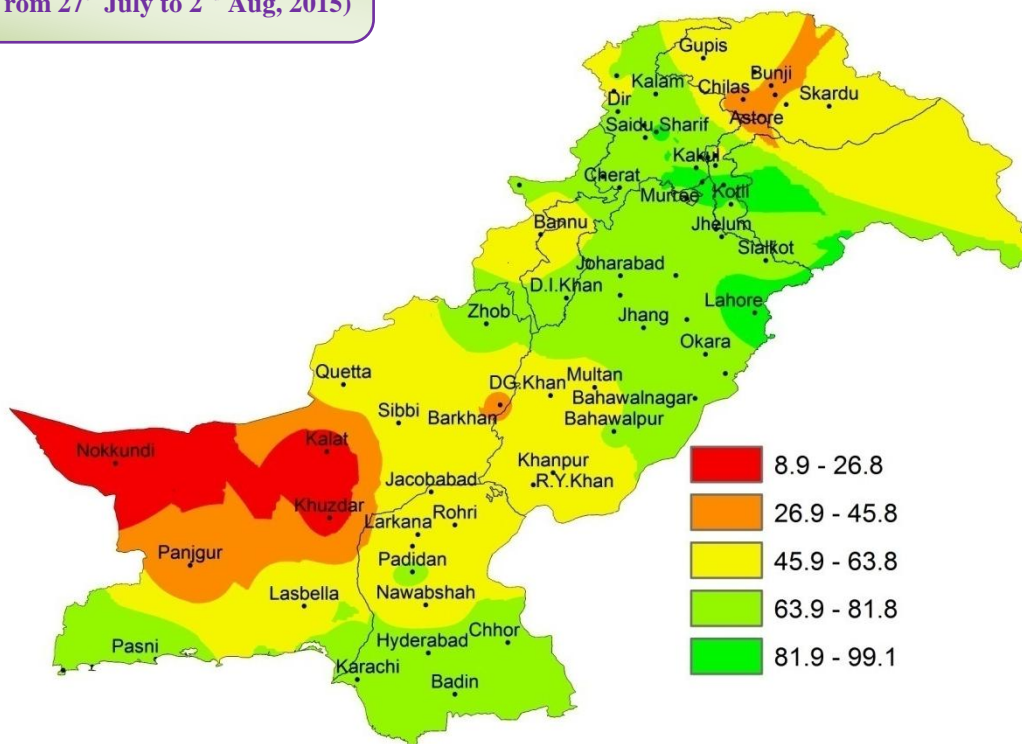 rom 27 July to 2 Aug, 2015)
Gupis
Bunji
Kalam
Chilas
Skardu
Dir
Astore
Saidu Sharif
Kakul
Cherat
Murree
Kotli
Bannu
Jhelum
Sialkot
Joharabad
D.I.Khan
Lahore
Zhob
Jhang
Okara
Quetta
DG.Khan
Multan
Bahawalnagar
Sibbi
Barkhan
Bahawalpur
Kalat
Nokkundi
Khanpur
R.Y.Khan
Jacobabad
Khuzdar
Rohri
Larkana
Panjgur
Padidan
Lasbella
Nawabshah
Pasni
Hyderabad
Chhor
Karachi
Badin
8.9 - 26.8
26.9 - 45.8
45.9 - 63.8
63.9 - 81.8
81.9 - 99.1